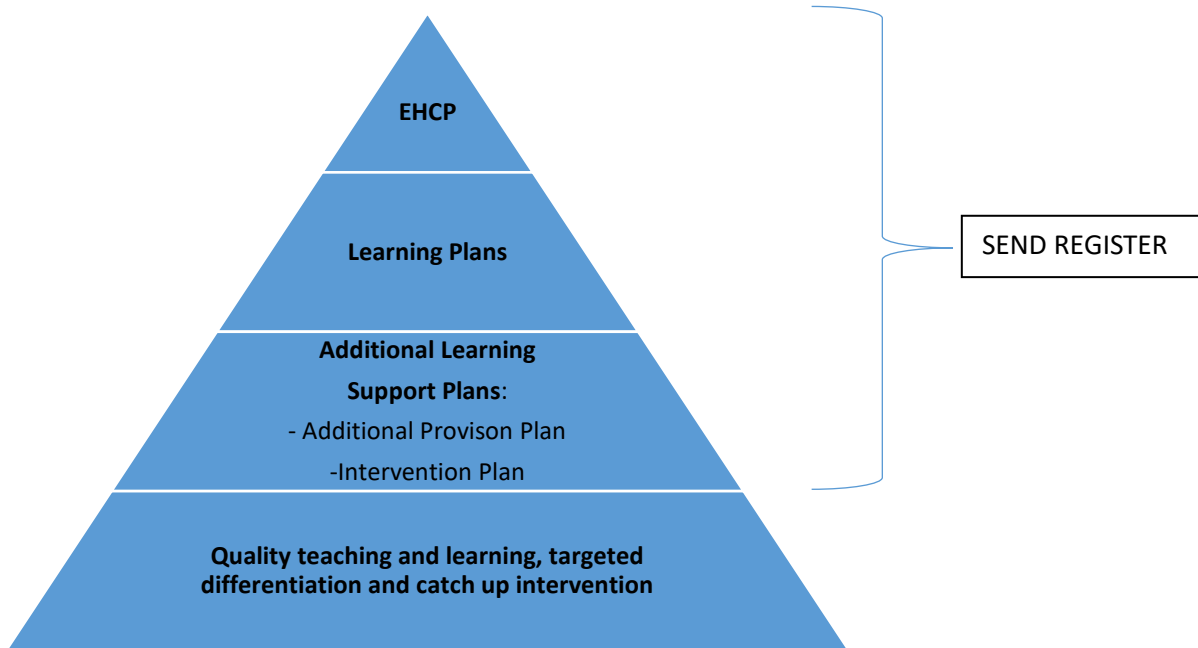 EHCP
Learning Plans
SEND REGISTER
Additional Learning
Support Plans:
- Additional Provison Plan
-Intervention Plan
Quality teaching and learning, targeted
differentiation and catch up intervention